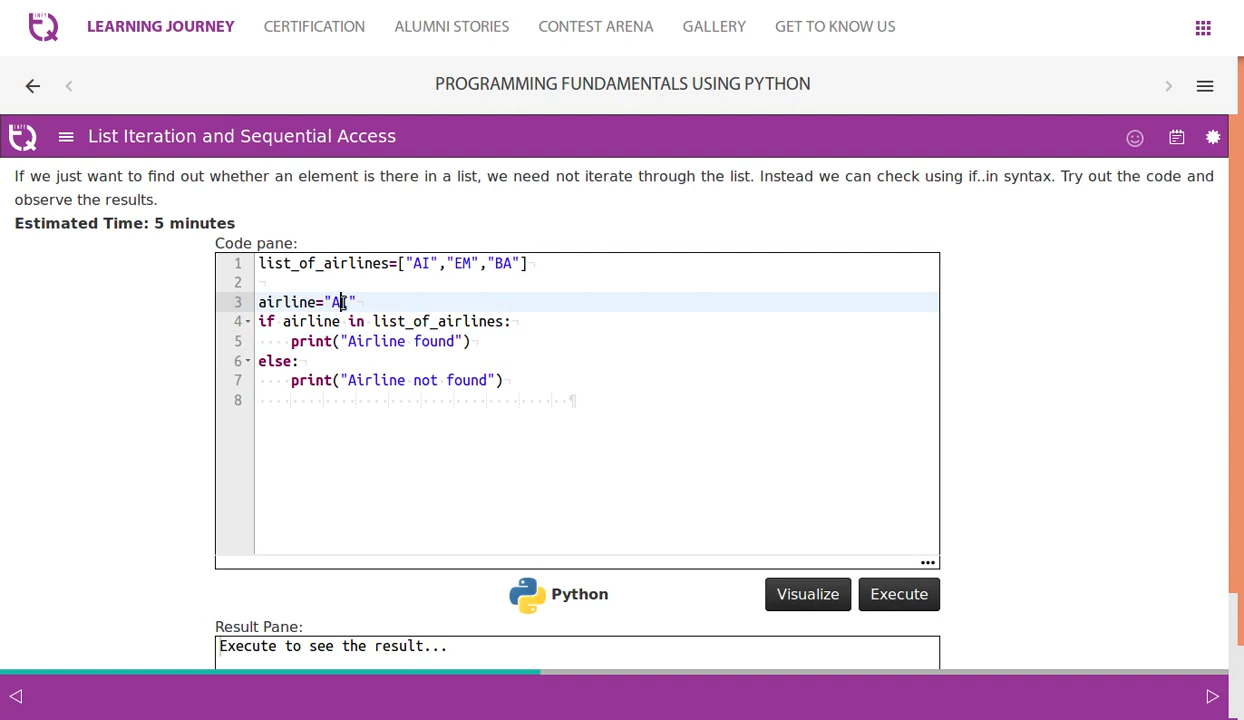 LEARNING JOURNEY CERTIFICATION ALUMNI STORIES CONTEST ARENA GALLERY GET TO KNOW US
PROGRAMMING FUNDAMENTALS USING PYTHON
List Iteration and Sequential Access
If we just want to find out whether an element is there in a list, we need not iterate through the list. Instead we can check using if..in syntax. Try out the code and
observe the results.
Estimated Time: 5 minutes
Code pane:
1 list_of_airlines=["AI","EM","BA"]
2
3 airline="AI"
4 if airline in list_of_airlines:
5 print("Airline found")
6 else:
7 print("Airline not found")
8
Python Visualize Execute
Result Pane:
Execute to see the result...